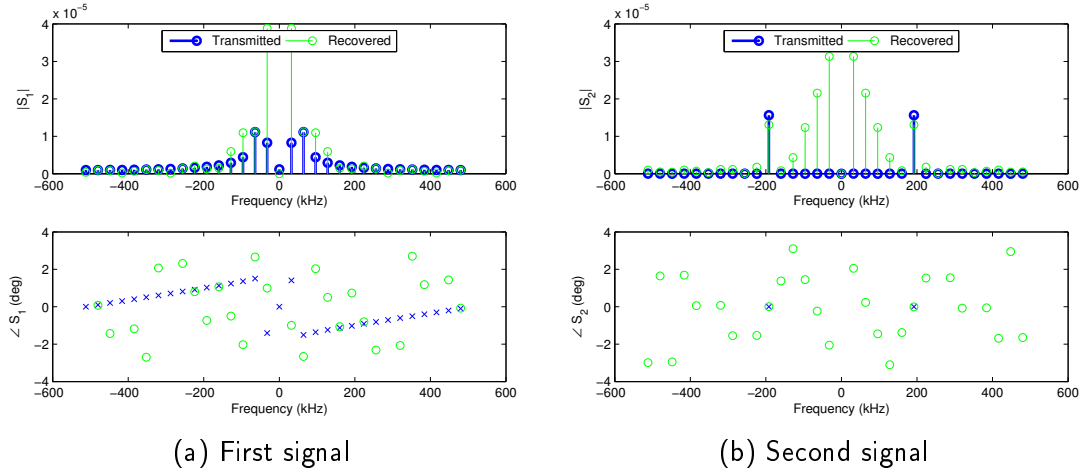 x 10⁻⁵
4
3
2
1
0
|S₁|
Transmitted
Recovered
−600 −400 −200 0 200 400 600
Frequency (kHz)
4
2
0
−2
−4
∠ S₁ (deg)
−600 −400 −200 0 200 400 600
Frequency (kHz)
(a) First signal
x 10⁻⁵
4
3
2
1
0
|S₂|
Transmitted
Recovered
−600 −400 −200 0 200 400 600
Frequency (kHz)
4
2
0
−2
−4
∠ S₂ (deg)
−600 −400 −200 0 200 400 600
Frequency (kHz)
(b) Second signal